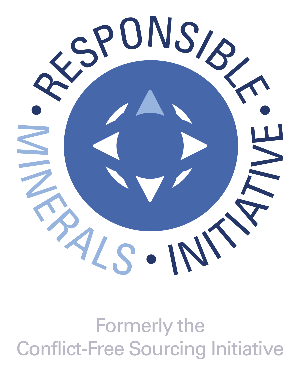 • RESPONSIBLE •
MINERALS • INITIATIVE
Formerly the
Conflict-Free Sourcing Initiative